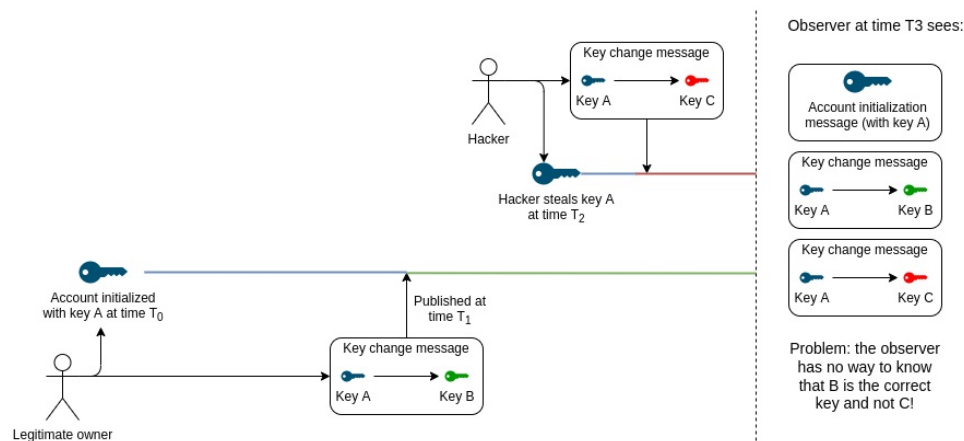 Observer at time T3 sees:
Key change message
Key A
Key C
Hacker
Hacker steals key A
at time T₂
Account initialization
message (with key A)
Key change message
Key A
Key B
Key change message
Key A
Key C
Account initialized
with key A at time T₀
Published at
time T₁
Key change message
Key A
Key B
Legitimate owner
Problem: the observer
has no way to know
that B is the correct
key and not C!